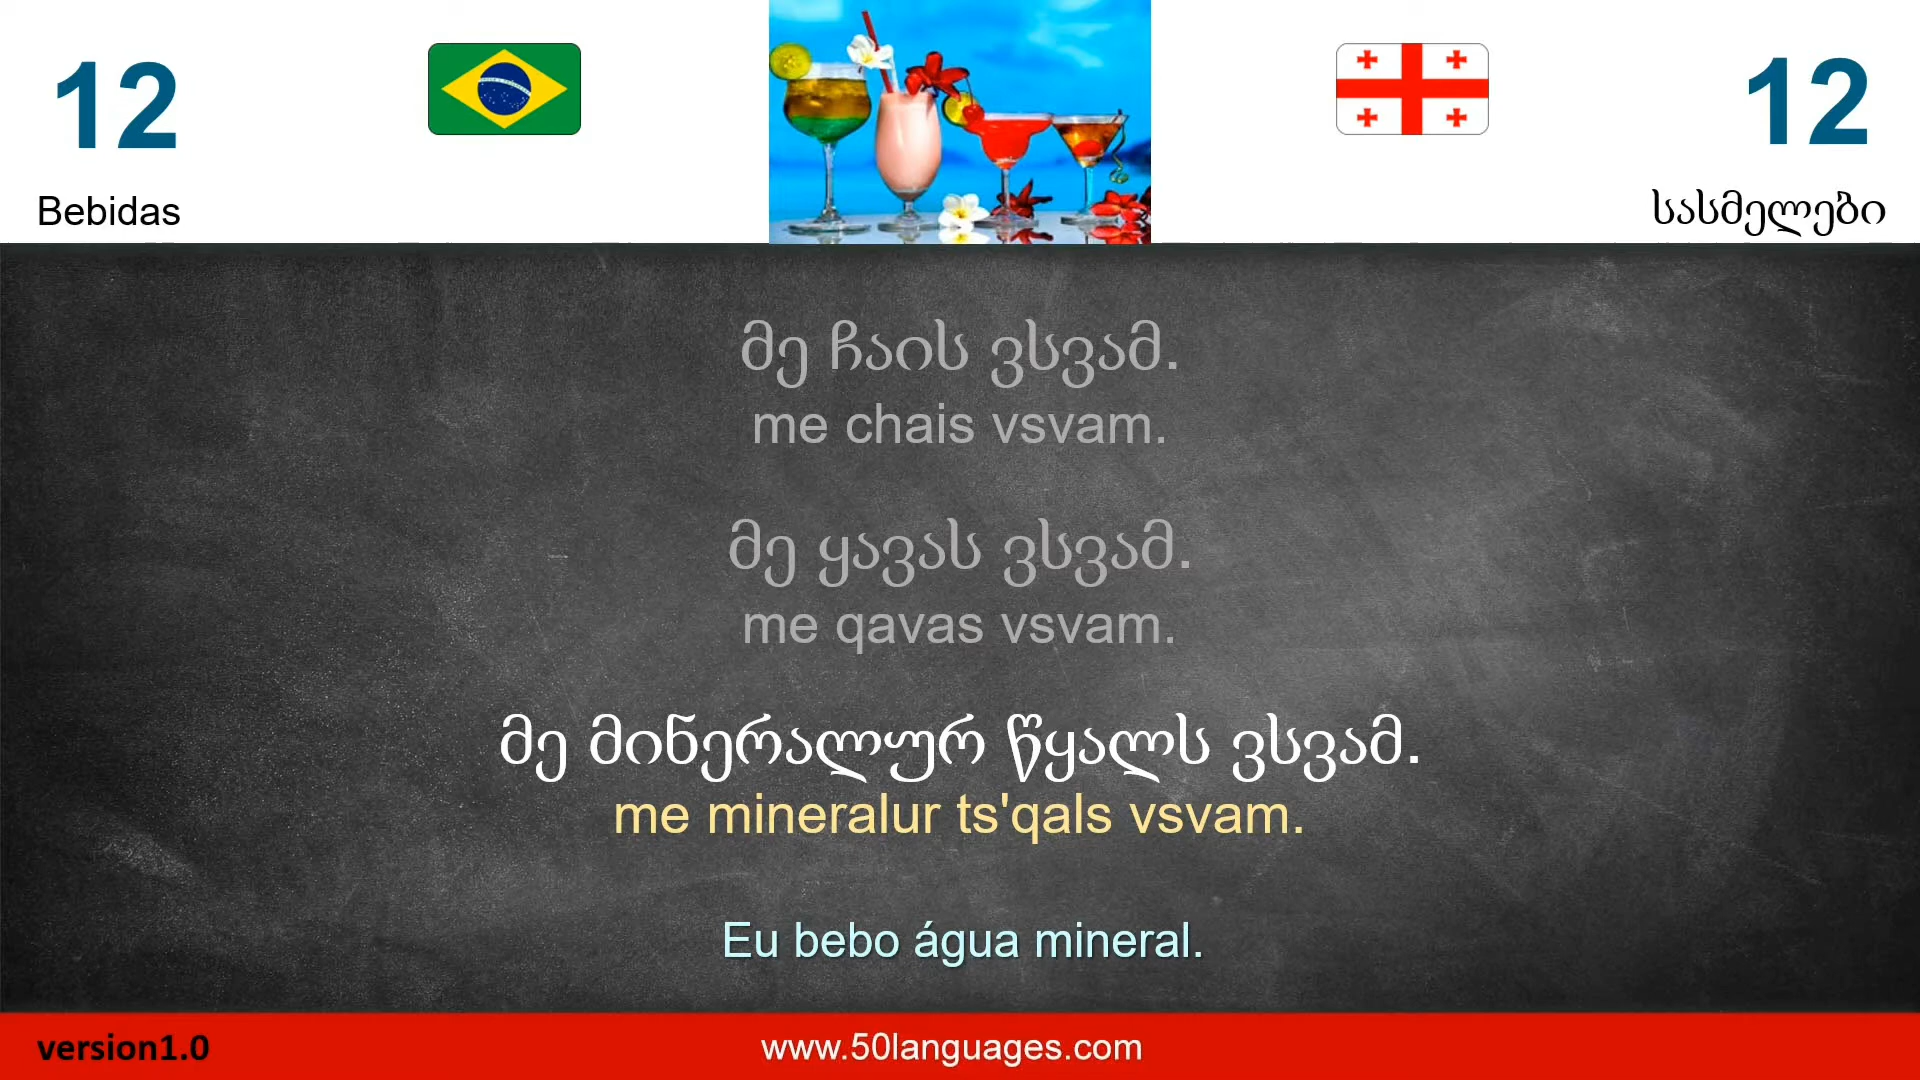 12
12
Bebidas
სასმელები
მე ჩაის ვსვამ.
me chais vsvam.
მე ყავას ვსვამ.
me qavas vsvam.
მე მინერალურ წყალს ვსვამ.
me mineralur ts'qals vsvam.
Eu bebo água mineral.
version1.0
www.50languages.com